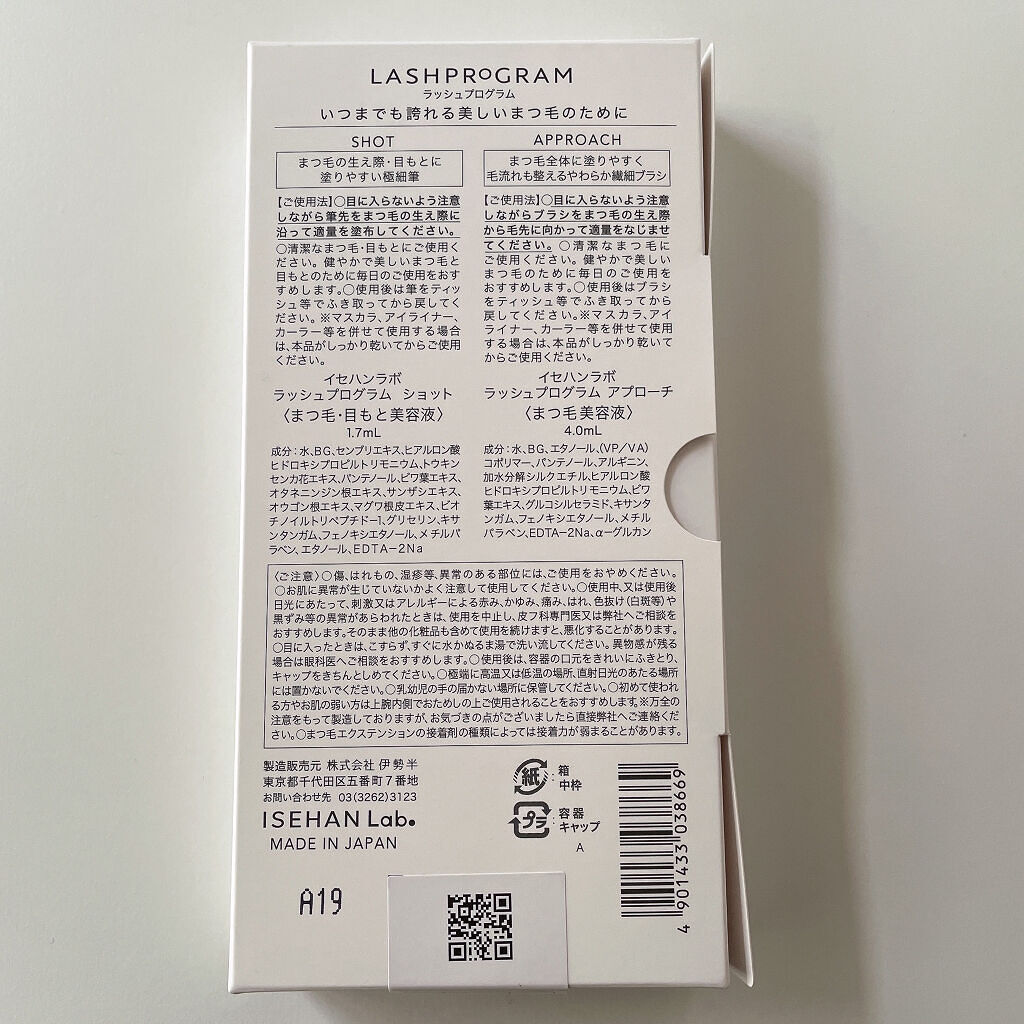 LASHPROGRAM
ラッシュプログラム
いつまでも誇れる美しいまつ毛のために
SHOT
まつ毛の生え際・目もとに
塗りやすい極細筆
【ご使用法】○目に入らないよう注意
しながら筆先をまつ毛の生え際に
沿って適量を塗布してください。
○清潔なまつ毛・目もとにご使用く
ださい。健やかで美しいまつ毛と
目もとのために毎日のご使用をおす
すめします。○使用後は筆をティッ
シュ等でふき取ってから戻してく
ださい。※マスカラ、アイライナー、
カーラー等を併せて使用する場合
は、本品がしっかり乾いてからご使用
ください。
イセハンラボ
ラッシュプログラム ショット
〈まつ毛・目もと美容液〉
1.7mL
成分：水、BG、センブリエキス、ヒアルロン酸
ヒドロキシプロピルトリモニウム、トウキン
センカ花エキス、パンテノール、ビワ葉エキス、
オタネニンジン根エキス、サンザシエキス、
オウゴン根エキス、マグワ根皮エキス、ビオ
チノイルトリペプチド-1、グリセリン、キサ
ンタンガム、フェノキシエタノール、メチルパ
ラベン、エタノール、EDTA-2Na
APPROACH
まつ毛全体に塗りやすく
毛流れも整えるやわらか繊細ブラシ
【ご使用法】○目に入らないよう注意
しながらブラシをまつ毛の生え際
から毛先に向かって適量をなじませ
てください。○清潔なまつ毛に
ご使用ください。健やかで美しい
まつ毛のために毎日のご使用を
おすすめします。○使用後はブラシ
をティッシュ等でふき取ってから
戻してください。※マスカラ、アイ
ライナー、カーラー等を併せて使用
する場合は、本品がしっかり乾いて
からご使用ください。
イセハンラボ
ラッシュプログラム アプローチ
〈まつ毛美容液〉
4.0mL
成分：水、BG、エタノール、(VP/VA)
コポリマー、パンテノール、アルギニン、
加水分解シルクエチル、ヒアルロン酸
ヒドロキシプロピルトリモニウム、ビワ
葉エキス、グルコシルセラミド、キサンタ
ンガム、フェノキシエタノール、メチル
パラベン、EDTA-2Na、α-グルカン
〈ご注意〉○傷、はれもの、湿疹等、異常のある部位には、ご使用をおやめください。
○お肌に異常が生じていないかよく注意して使用してください。○使用中、又は使用後
日光にあたって、刺激又はアレルギーによる赤み、かゆみ、痛み、はれ、色抜け(白斑等)や
黒ずみ等の異常があらわれたときは、使用を中止し、皮フ科専門医又は弊社へご相談を
おすすめします。そのまま他の化粧品も含めて使用を続けますと、悪化することがあります。
○目に入ったときは、こすらず、すぐに水かぬるま湯で洗い流してください。異物感が残る
場合は眼科医へご相談をおすすめします。○使用後は、容器の口元をきれいにふきとり、
キャップをきちんとしめてください。○極端に高温又は低温の場所、直射日光のあたる場所
には置かないでください。○乳幼児の手の届かない場所に保管してください。○初めて使われ
る方やお肌の弱い方は上腕内側でおためしの上ご使用されることをおすすめします。※万全の
注意をもって製造しておりますが、お気づきの点がございましたら直接弊社へご連絡くだ
さい。○まつ毛エクステンションの接着剤の種類によっては接着力が弱まることがあります。
製造販売元 株式会社 伊勢半
東京都千代田区五番町7番地
お問い合わせ先 03(3262)3123
ISEHAN Lab.
MADE IN JAPAN
紙 箱
中枠
プラ 容器
キャップ
A
4 901433 038669
A19